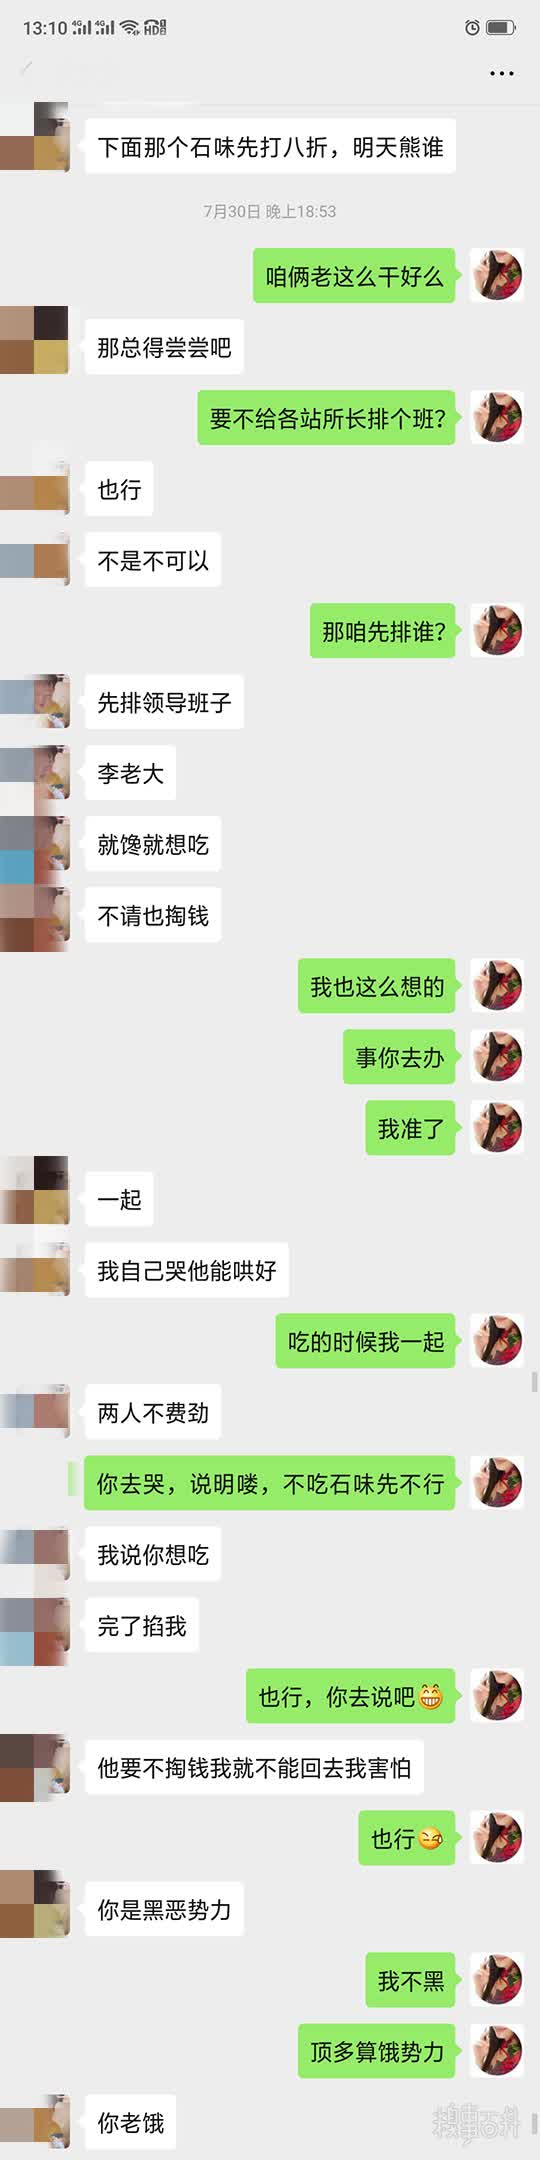 13:10 4G 4G HD
下面那个石味先打八折，明天熊谁
7月30日 晚上18:53
咱俩老这么干好么
那总得尝尝吧
要不给各站所长排个班？
也行
不是不可以
那咱先排谁？
先排领导班子
李老大
就馋就想吃
不请也掏钱
我也这么想的
事你去办
我准了
一起
我自己哭他能哄好
吃的时候我一起
两人不费劲
你去哭，说明喽，不吃石味先不行
我说你想吃
完了掐我
也行，你去说吧😁
他要不掏钱我就不能回去我害怕
也行
你是黑恶势力
我不黑
顶多算饿势力
你老饿
糗事百科